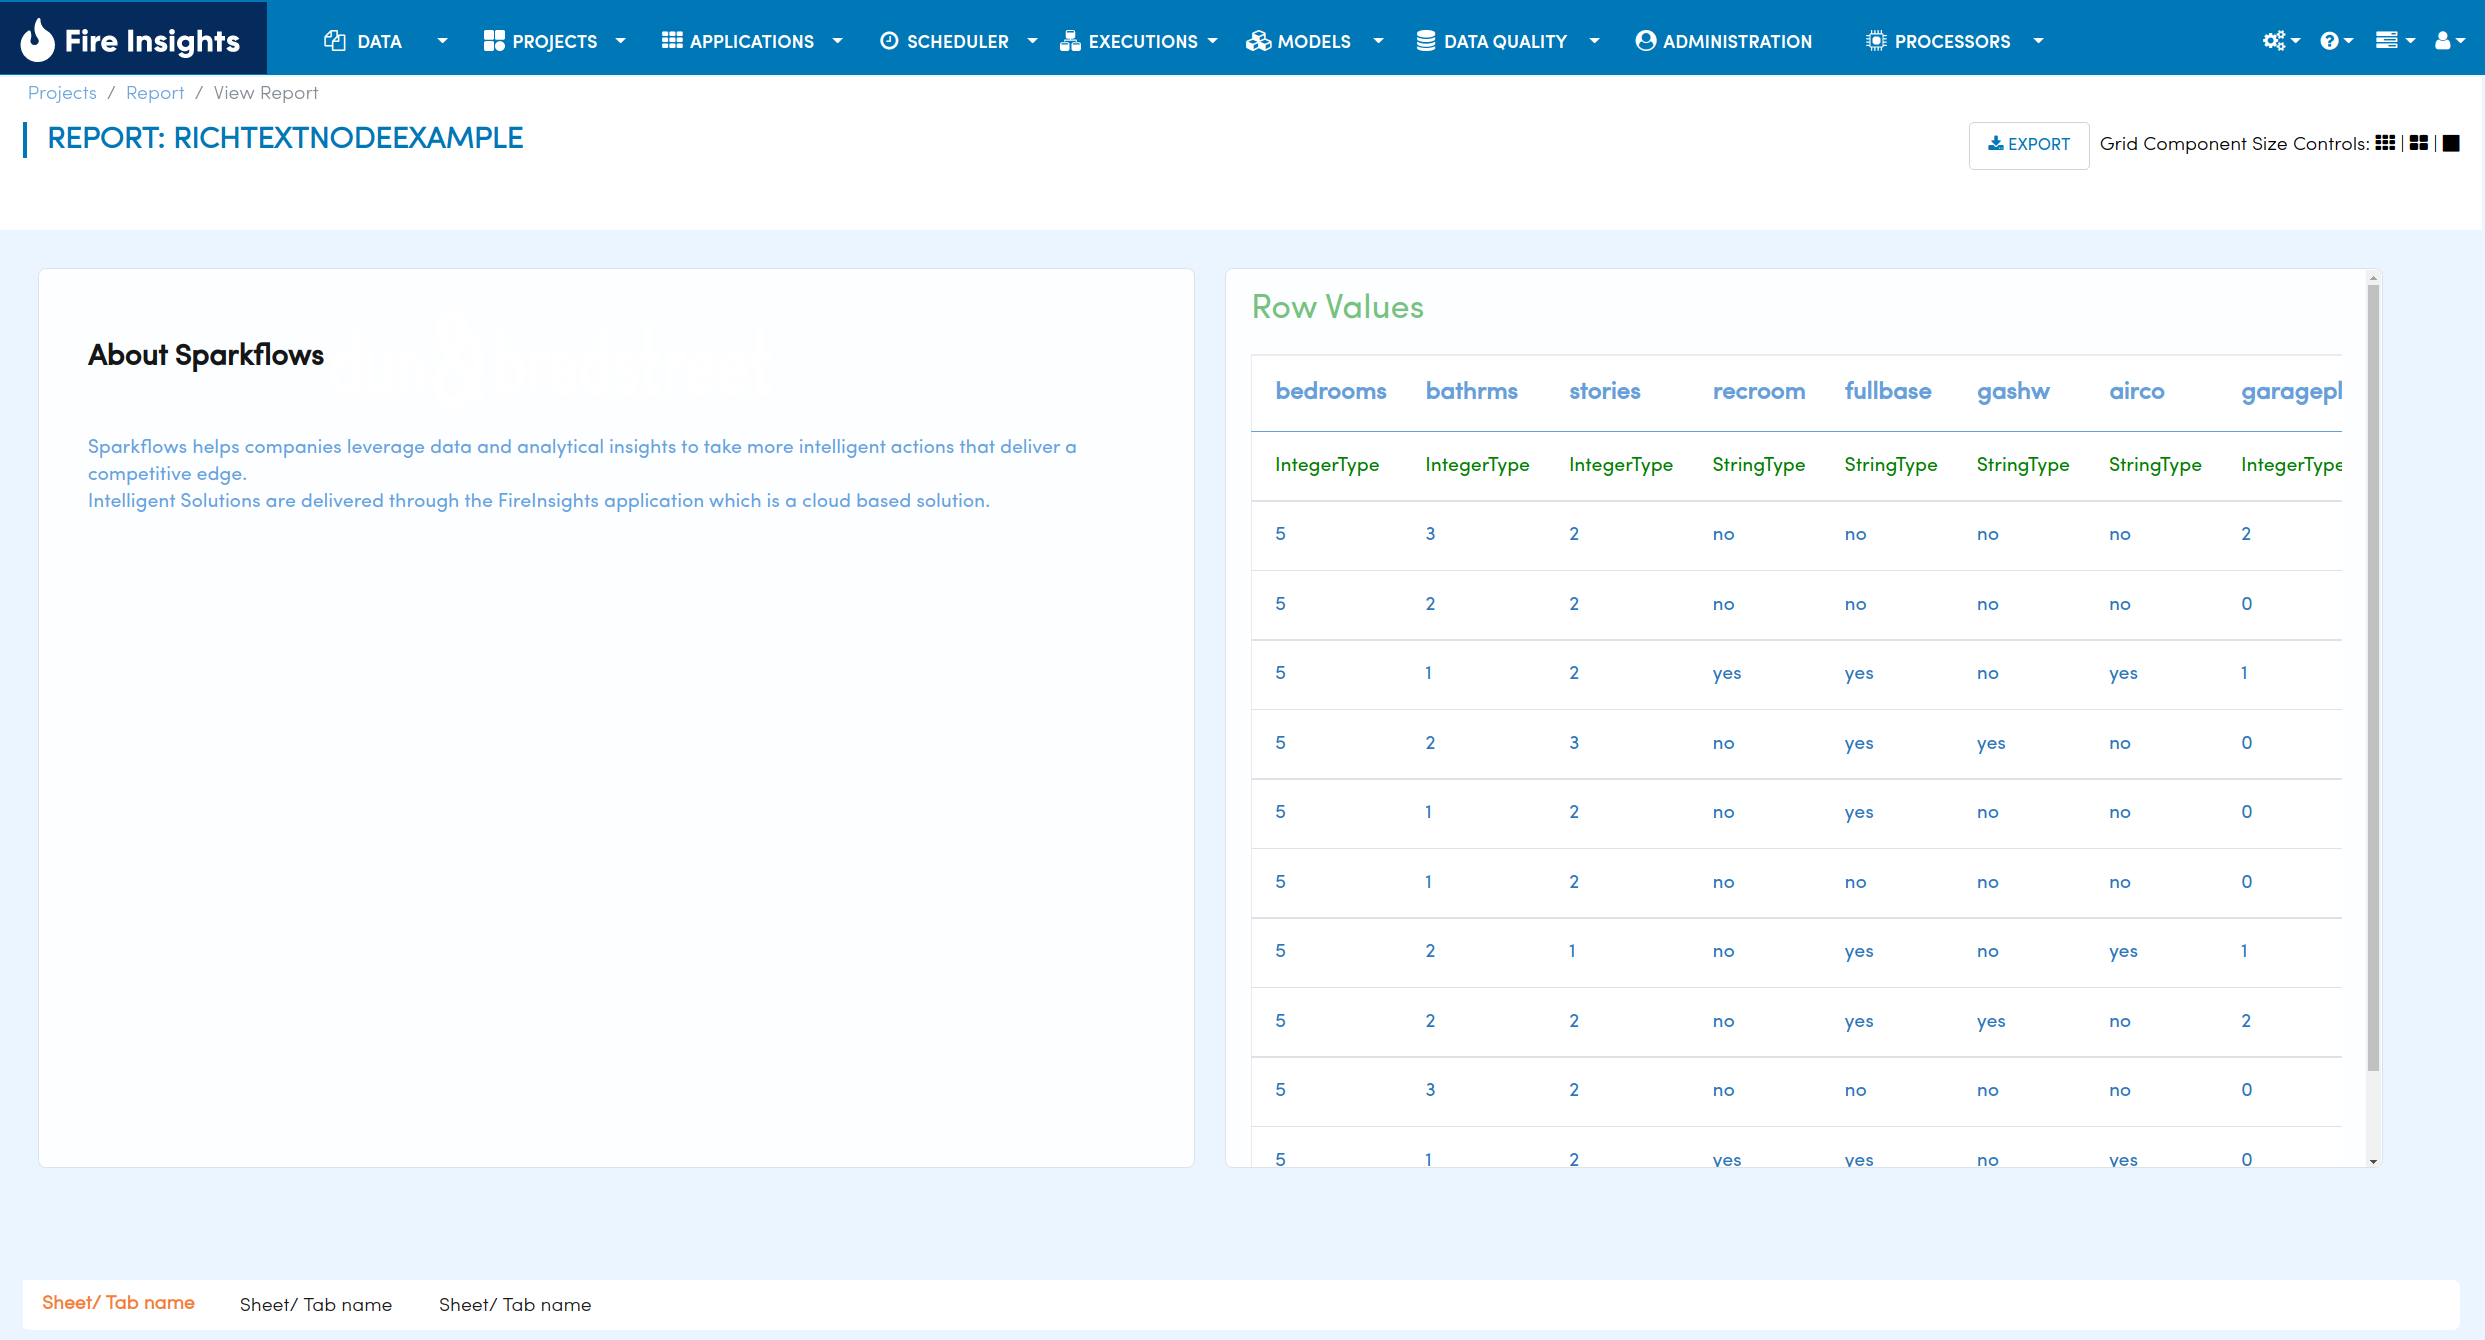 Fire Insights DATA PROJECTS APPLICATIONS SCHEDULER EXECUTIONS MODELS DATA QUALITY ADMINISTRATION PROCESSORS
Projects / Report / View Report
REPORT: RICHTEXTNODEEXAMPLE
EXPORT Grid Component Size Controls: | |
About Sparkflows
Sparkflows helps companies leverage data and analytical insights to take more intelligent actions that deliver a
competitive edge.
Intelligent Solutions are delivered through the FireInsights application which is a cloud based solution.
Row Values
bedrooms bathrms stories recroom fullbase gashw airco garagepl
IntegerType IntegerType IntegerType StringType StringType StringType StringType IntegerType
5 3 2 no no no no 2
5 2 2 no no no no 0
5 1 2 yes yes no yes 1
5 2 3 no yes yes no 0
5 1 2 no yes no no 0
5 1 2 no no no no 0
5 2 1 no yes no yes 1
5 2 2 no yes yes no 2
5 3 2 no no no no 0
5 1 2 yes yes no yes 0
Sheet/ Tab name Sheet/ Tab name Sheet/ Tab name